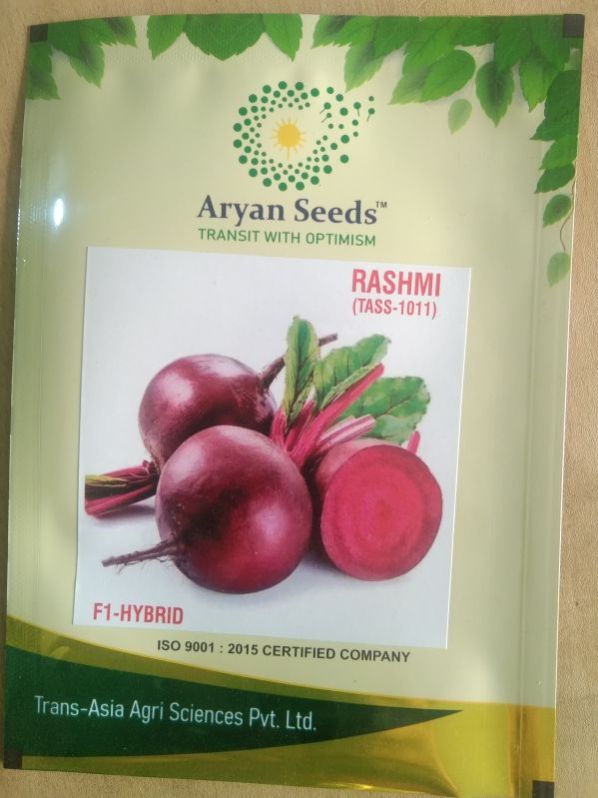 Aryan Seeds™
TRANSIT WITH OPTIMISM
RASHMI
(TASS-1011)
F1-HYBRID
ISO 9001 : 2015 CERTIFIED COMPANY
Trans-Asia Agri Sciences Pvt. Ltd.